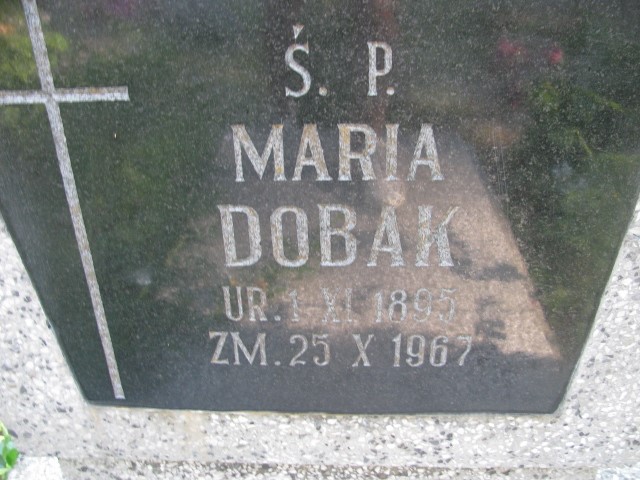 Ś. P.
MARIA
DOBAK
UR. 1 XI 1895
ZM. 25 X 1967